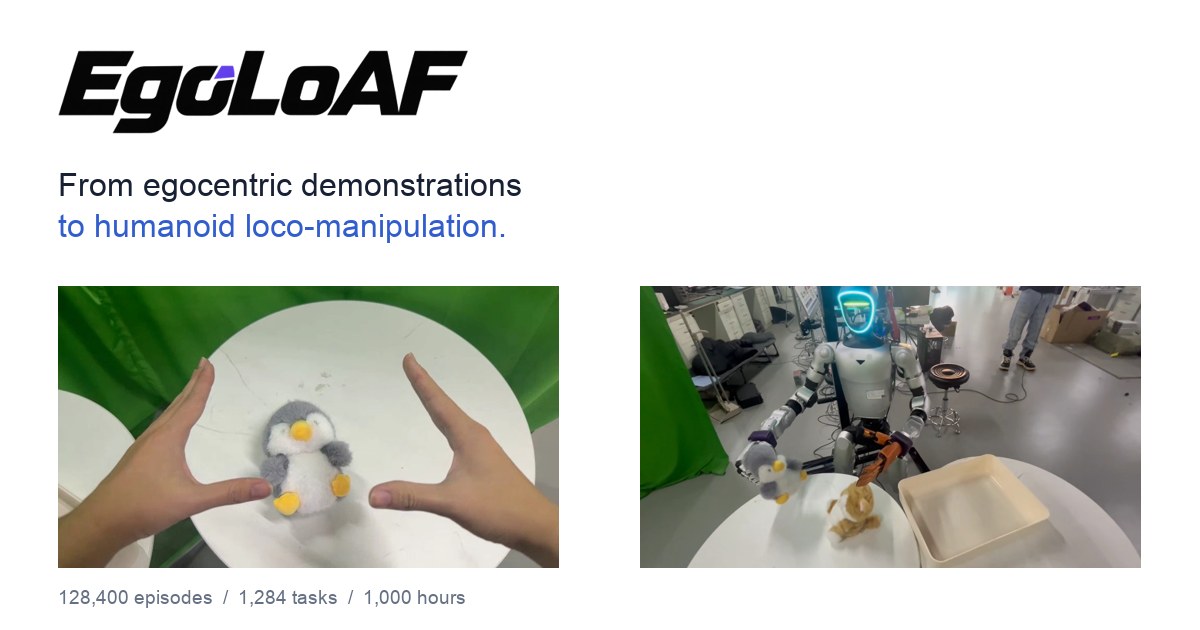 EgoLoAF
From egocentric demonstrations
to humanoid loco-manipulation.
128,400 episodes / 1,284 tasks / 1,000 hours